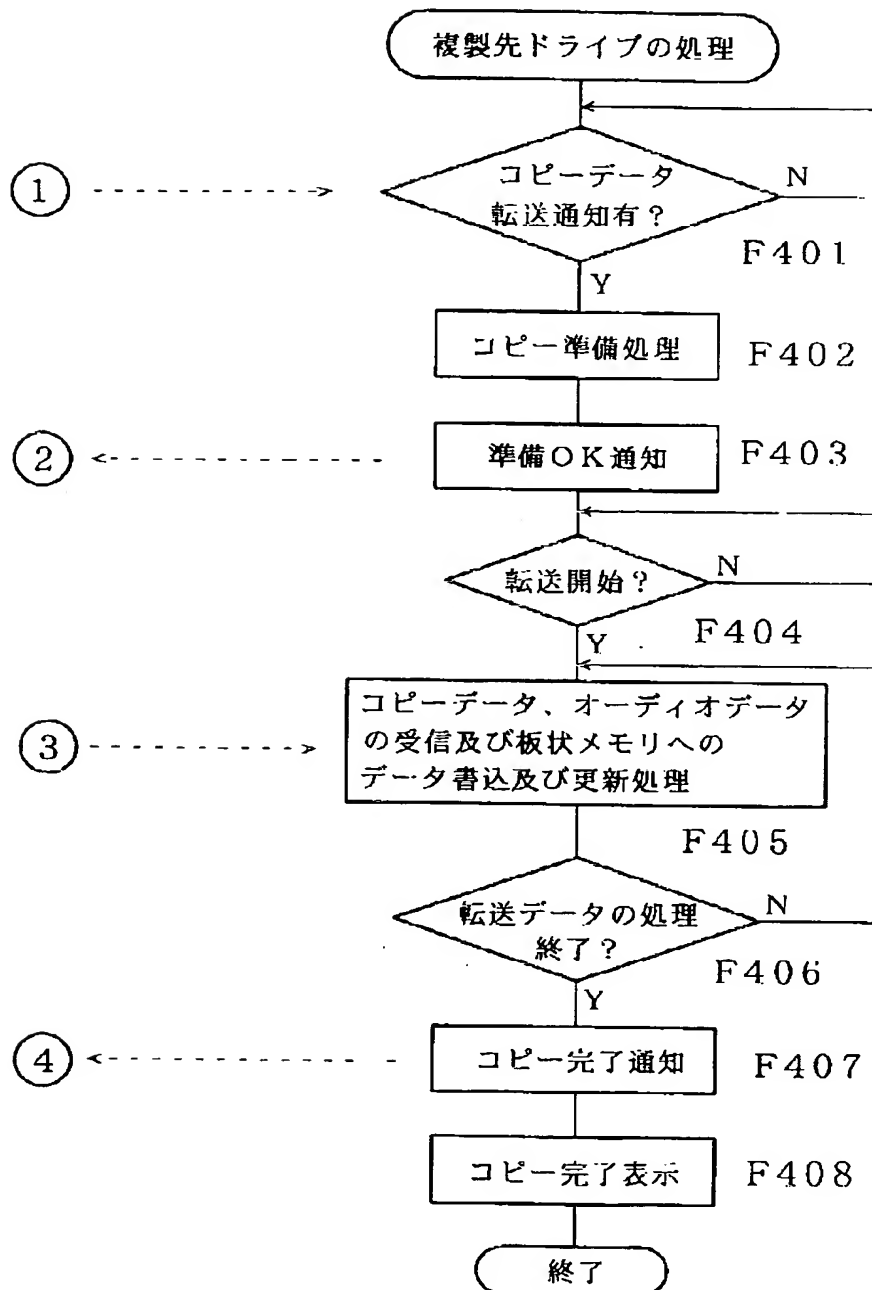 複製先ドライブの処理
①
コピーデータ
転送通知有?
N
F401
Y
コピー準備処理
F402
②
準備OK通知
F403
転送開始?
N
F404
Y
③
コピーデータ、オーディオデータ
の受信及び板状メモリへの
データ書込及び更新処理
F405
転送データの処理
終了?
N
F406
Y
④
コピー完了通知
F407
コピー完了表示
F408
終了